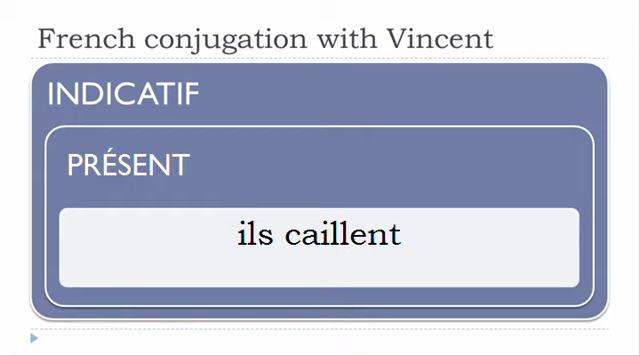 French conjugation with Vincent
INDICATIF
PRÉSENT
ils caillent